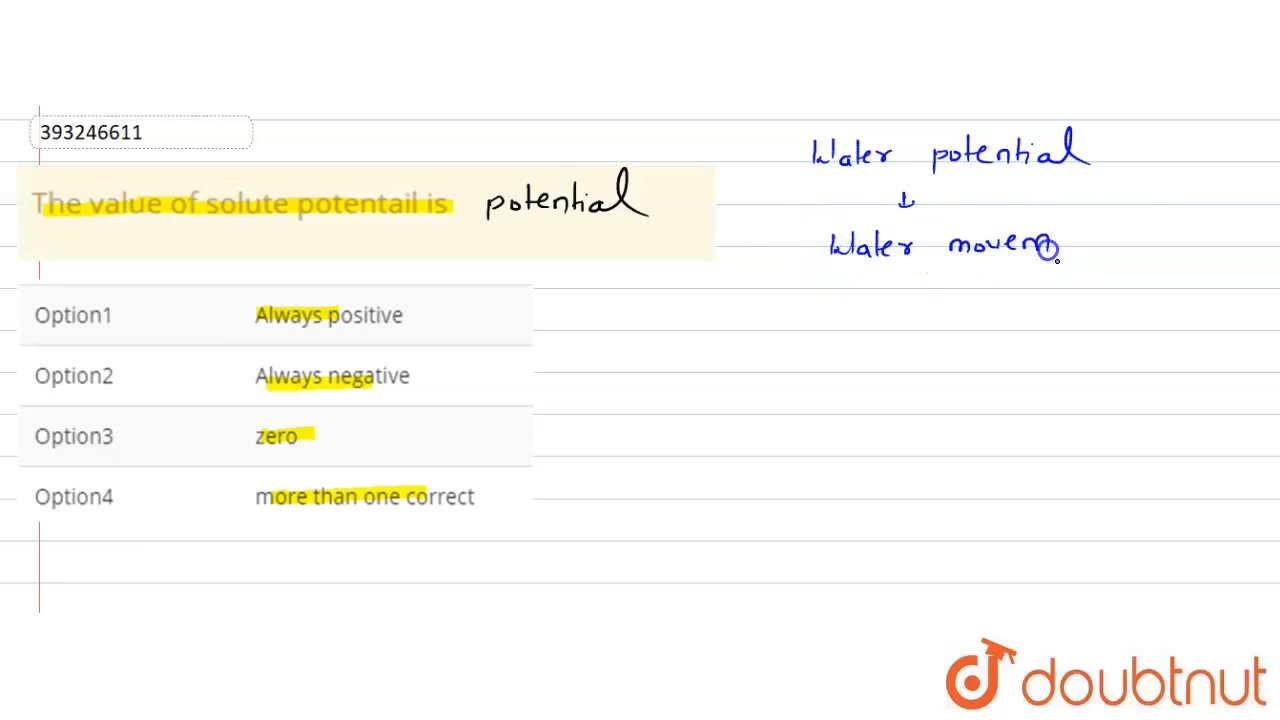 393246611
The value of solute potentail is potential
Option1 Always positive
Option2 Always negative
Option3 zero
Option4 more than one correct
Water potential
↓
Water movem
doubtnut